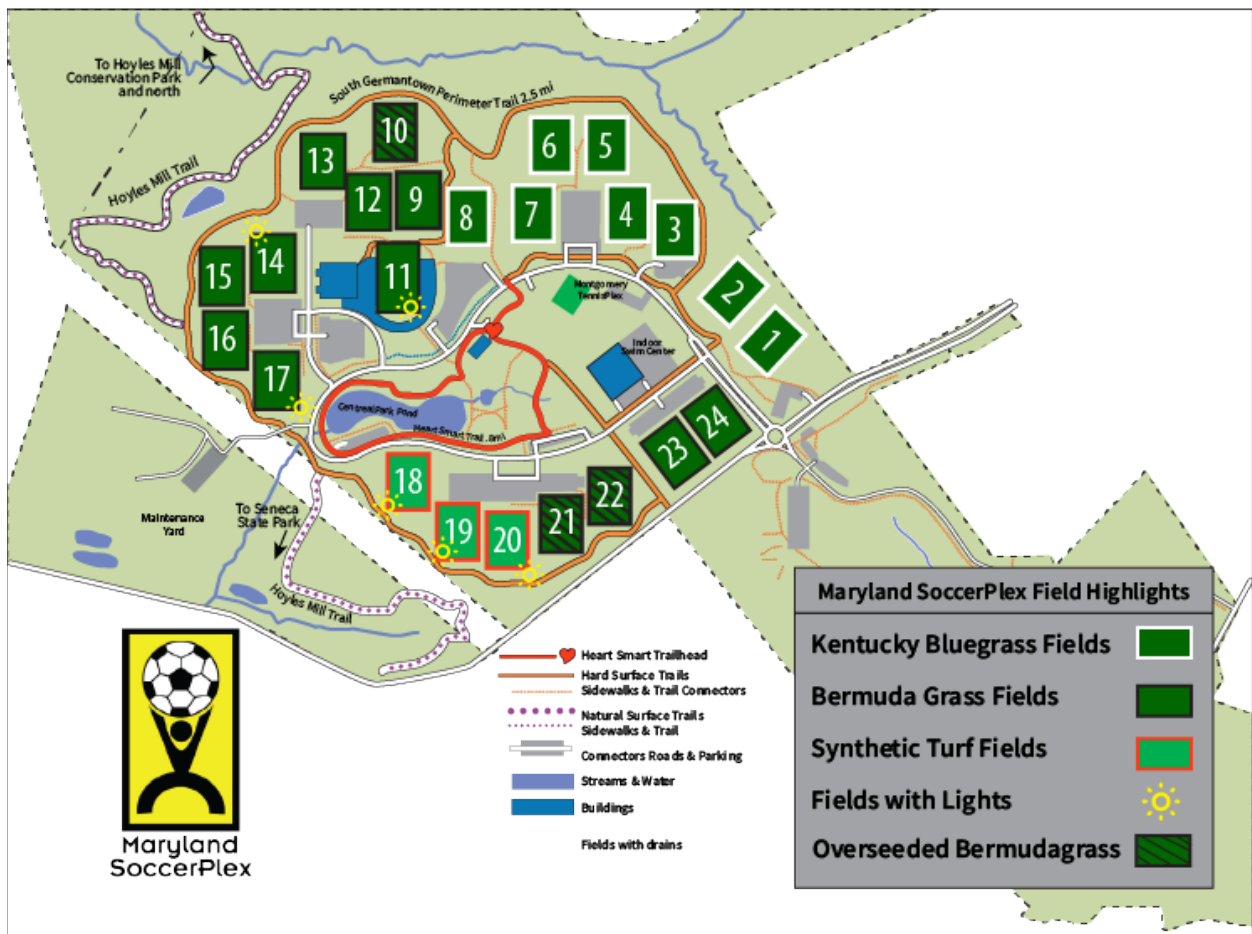 To Hoyles Mill
Conservation Park
and north
South Germantown Perimeter Trail 2.5 mi
Hoyles Mill Trail
10
13
12
9
8
6
5
7
4
3
2
1
11
14
15
16
17
Montgomery
TennisPlex
Indoor
Swim Center
Central Park Pond
Heart Smart Trail .8mi
18
19
20
21
22
23
24
To Seneca
State Park
Maintenance
Yard
Hoyles Mill Trail
Maryland
SoccerPlex
Heart Smart Trailhead
Hard Surface Trails
Sidewalks & Trail Connectors
Natural Surface Trails
Sidewalks & Trail
Connectors Roads & Parking
Streams & Water
Buildings
Fields with drains
Maryland SoccerPlex Field Highlights
Kentucky Bluegrass Fields
Bermuda Grass Fields
Synthetic Turf Fields
Fields with Lights
Overseeded Bermudagrass